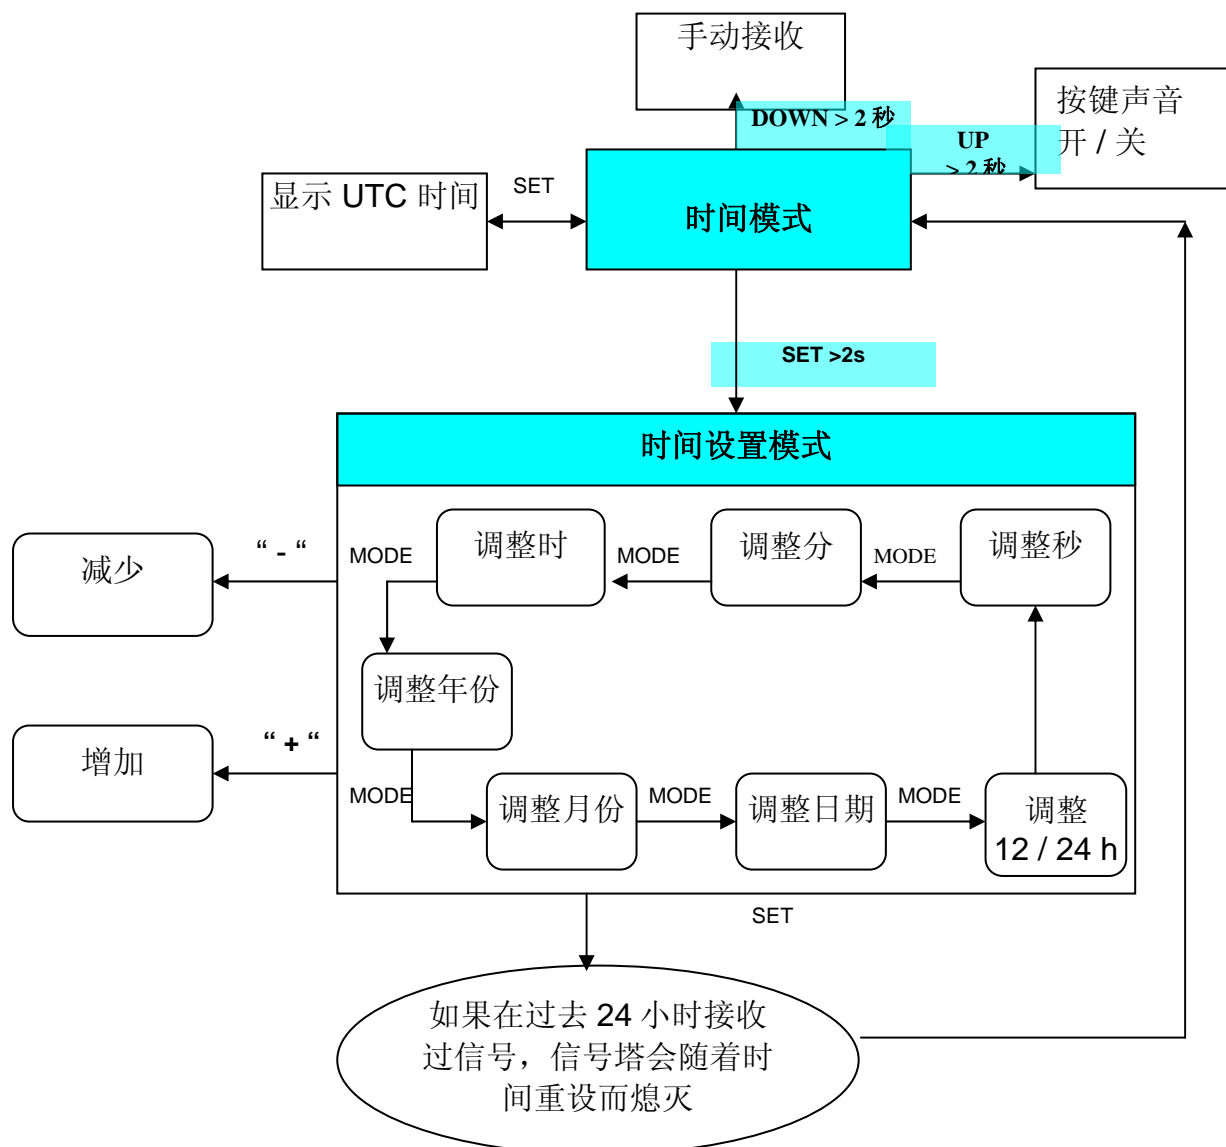 手动接收
DOWN > 2 秒
按键声音
开 / 关
UP
> 2 秒
显示 UTC 时间
SET
时间模式
SET >2s
时间设置模式
减少
“ - “
MODE
调整时
MODE
调整分
MODE
调整秒
调整年份
增加
“ + “
MODE
调整月份
MODE
调整日期
MODE
调整
12 / 24 h
SET
如果在过去 24 小时接收
过信号，信号塔会随着时
间重设而熄灭